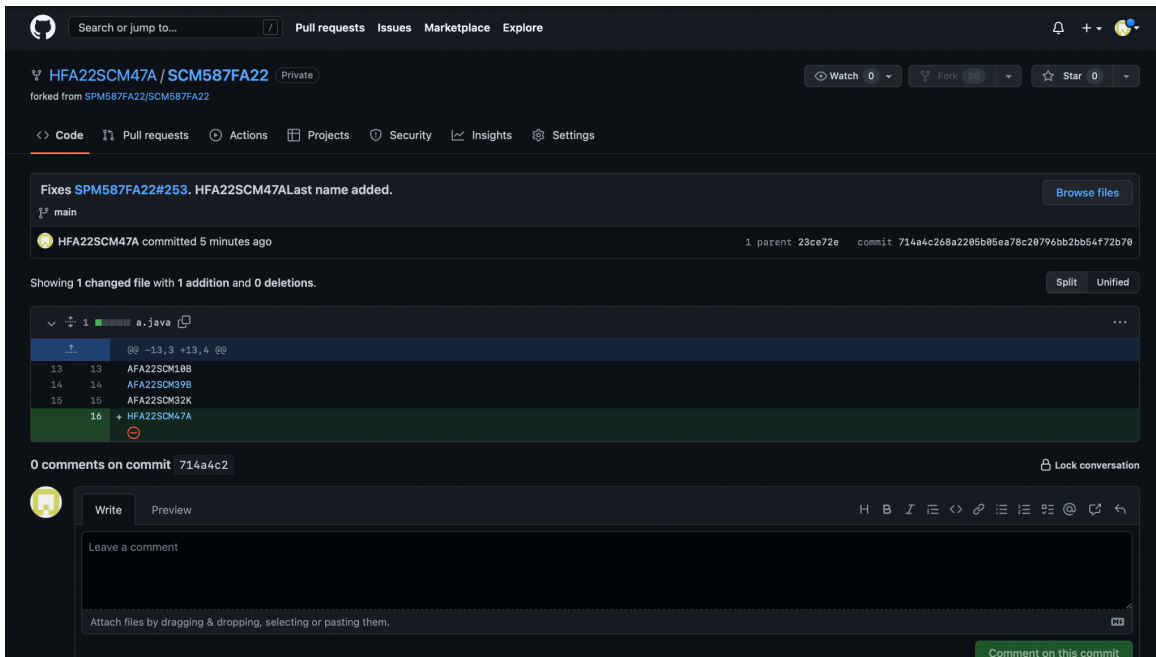 Search or jump to... / Pull requests Issues Marketplace Explore
HFA22SCM47A / SCM587FA22 Private Watch 0 Fork 86 Star 0
forked from SPM587FA22/SCM587FA22
Code Pull requests Actions Projects Security Insights Settings
Fixes SPM587FA22#253. HFA22SCM47ALast name added. Browse files
main
HFA22SCM47A committed 5 minutes ago 1 parent 23ce72e commit 714a4c268a2205b05ea78c20796bb2bb54f72b70
Showing 1 changed file with 1 addition and 0 deletions. Split Unified
1 a.java
@@ -13,3 +13,4 @@
13 13 AFA22SCM10B
14 14 AFA22SCM39B
15 15 AFA22SCM32K
16 + HFA22SCM47A
0 comments on commit 714a4c2 Lock conversation
Write Preview
Leave a comment
Attach files by dragging & dropping, selecting or pasting them.
Comment on this commit